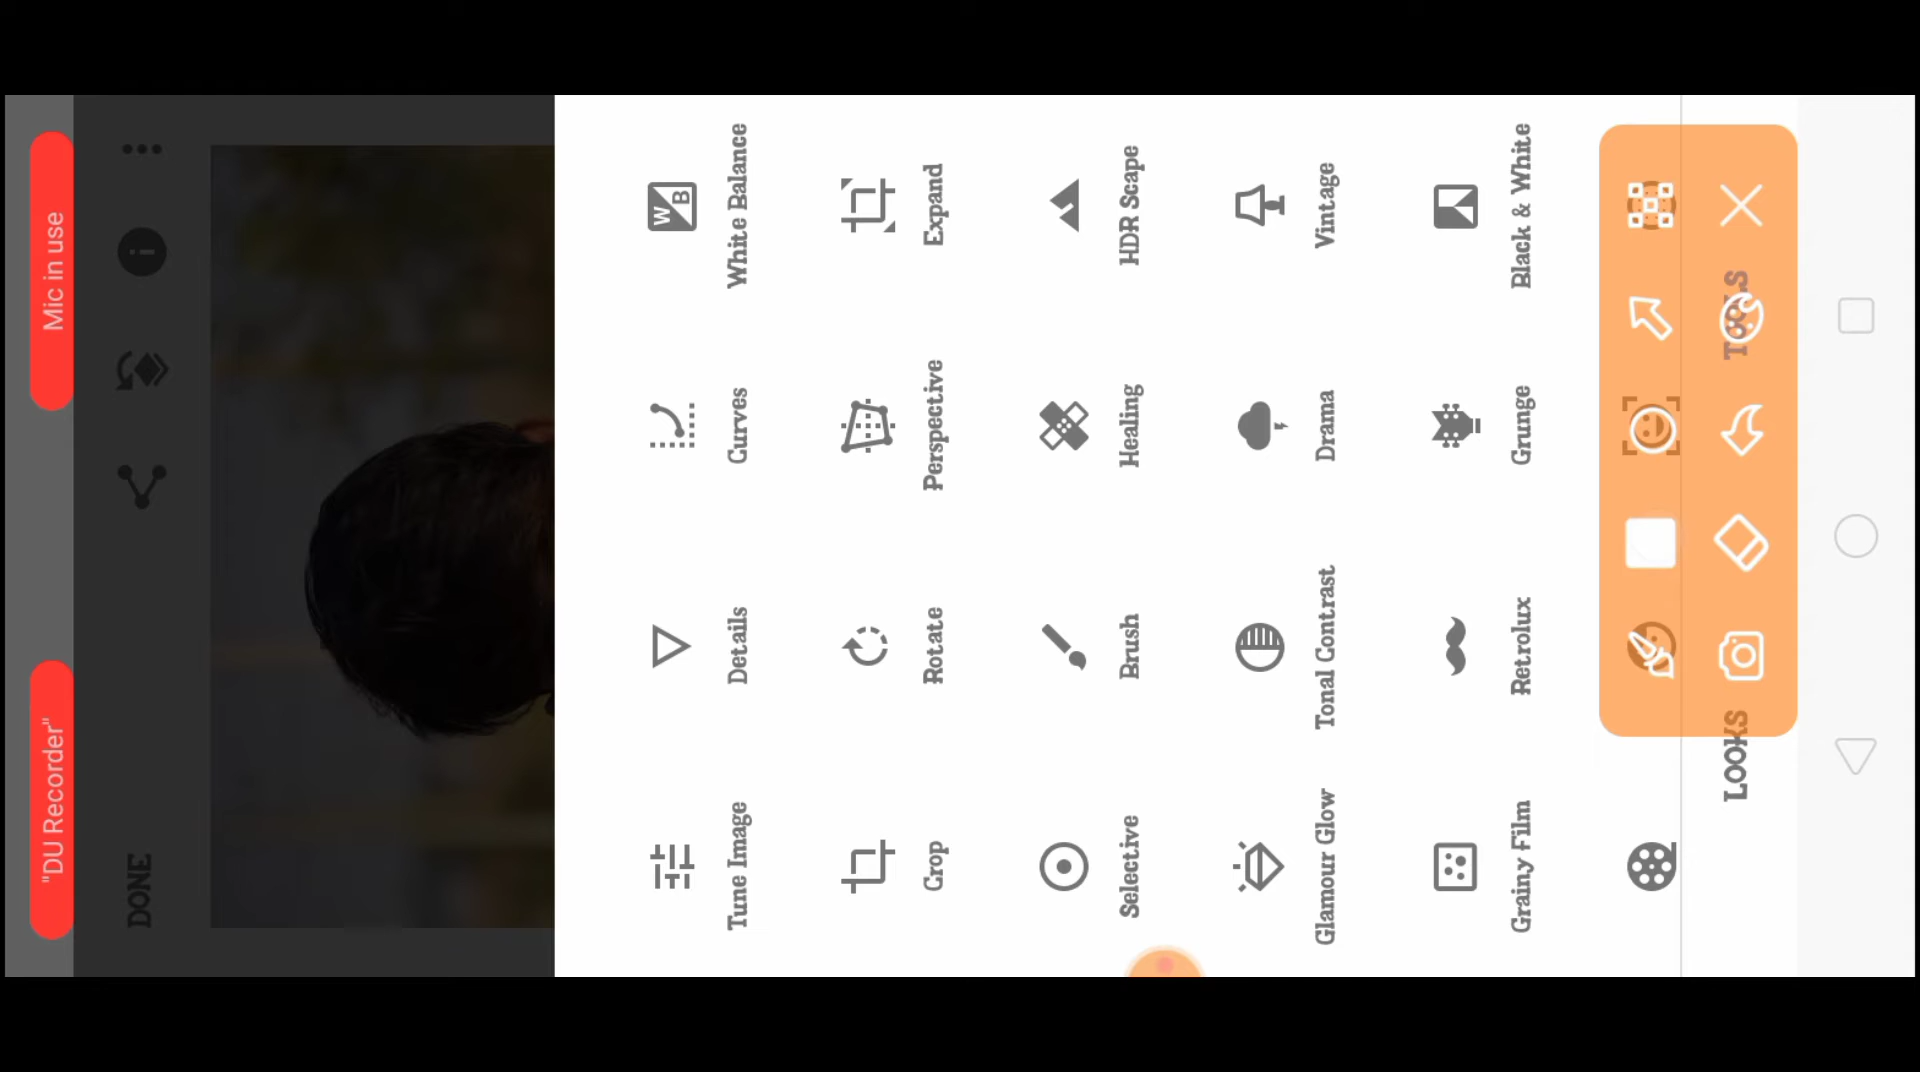 "DU Recorder"
Mic in use
DONE
Tune Image
Details
Curves
White Balance
Crop
Rotate
Perspective
Expand
Selective
Brush
Healing
HDR Scape
Glamour Glow
Tonal Contrast
Drama
Vintage
Grainy Film
Retrolux
Grunge
Black & White
LOOKS
TOOLS